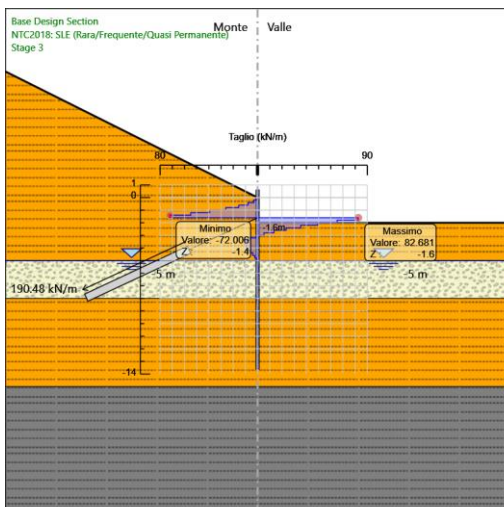 Base Design Section
NTC2018: SLE (Rara/Frequente/Quasi Permanente)
Stage 3
Monte
Valle
Taglio (kN/m)
80
90
1
0
Minimo
Valore: -72.006
Z -1.4
-1.6m
Massimo
Valore: 82.681
Z -1.6
-5 m
-5 m
190.48 kN/m
-14